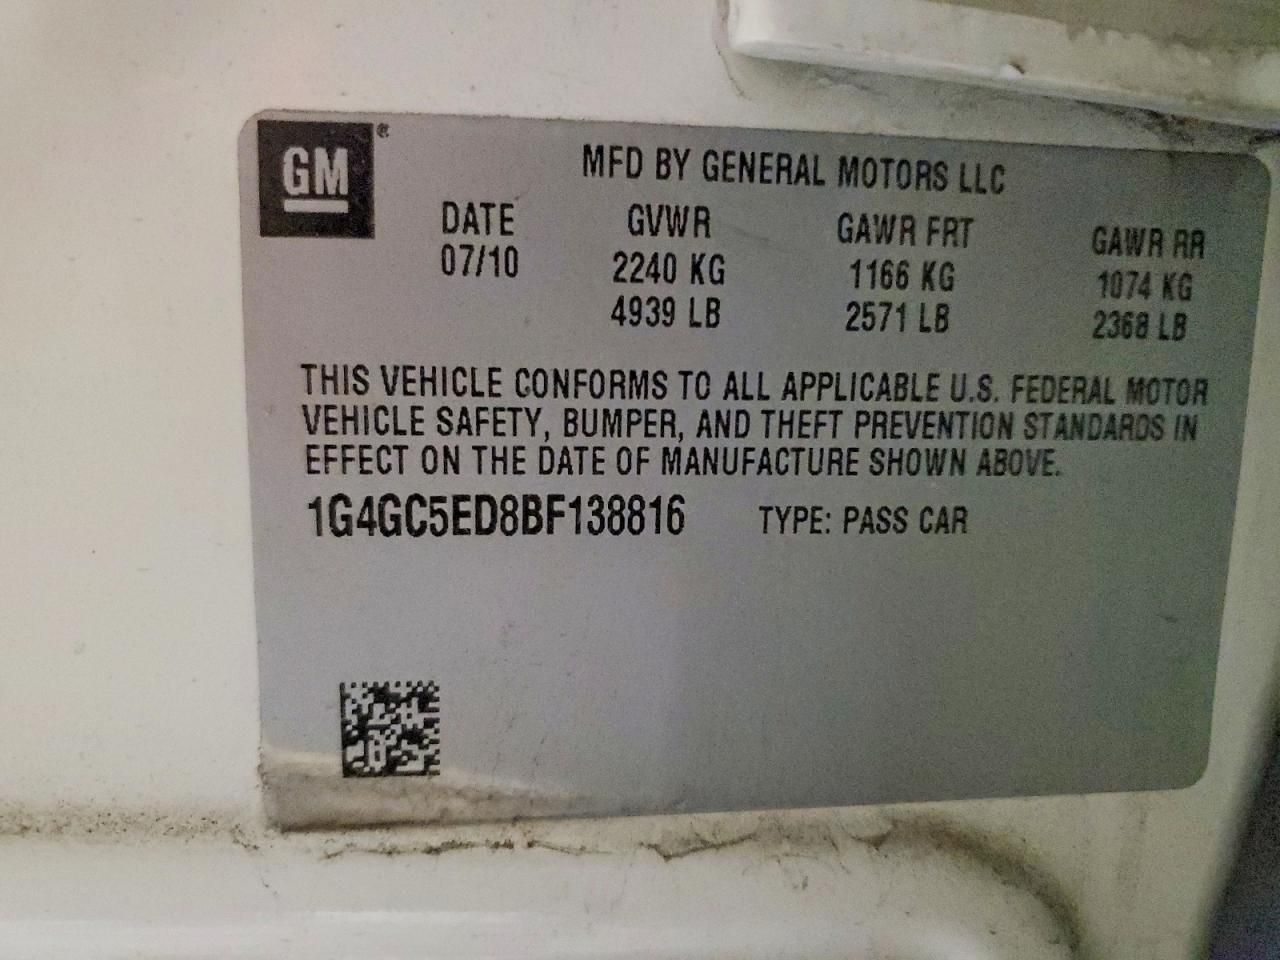 GM ®
MFD BY GENERAL MOTORS LLC
DATE GVWR GAWR FRT GAWR RR
07/10 2240 KG 1166 KG 1074 KG
4939 LB 2571 LB 2368 LB
THIS VEHICLE CONFORMS TO ALL APPLICABLE U.S. FEDERAL MOTOR
VEHICLE SAFETY, BUMPER, AND THEFT PREVENTION STANDARDS IN
EFFECT ON THE DATE OF MANUFACTURE SHOWN ABOVE.
1G4GC5ED8BF138816 TYPE: PASS CAR